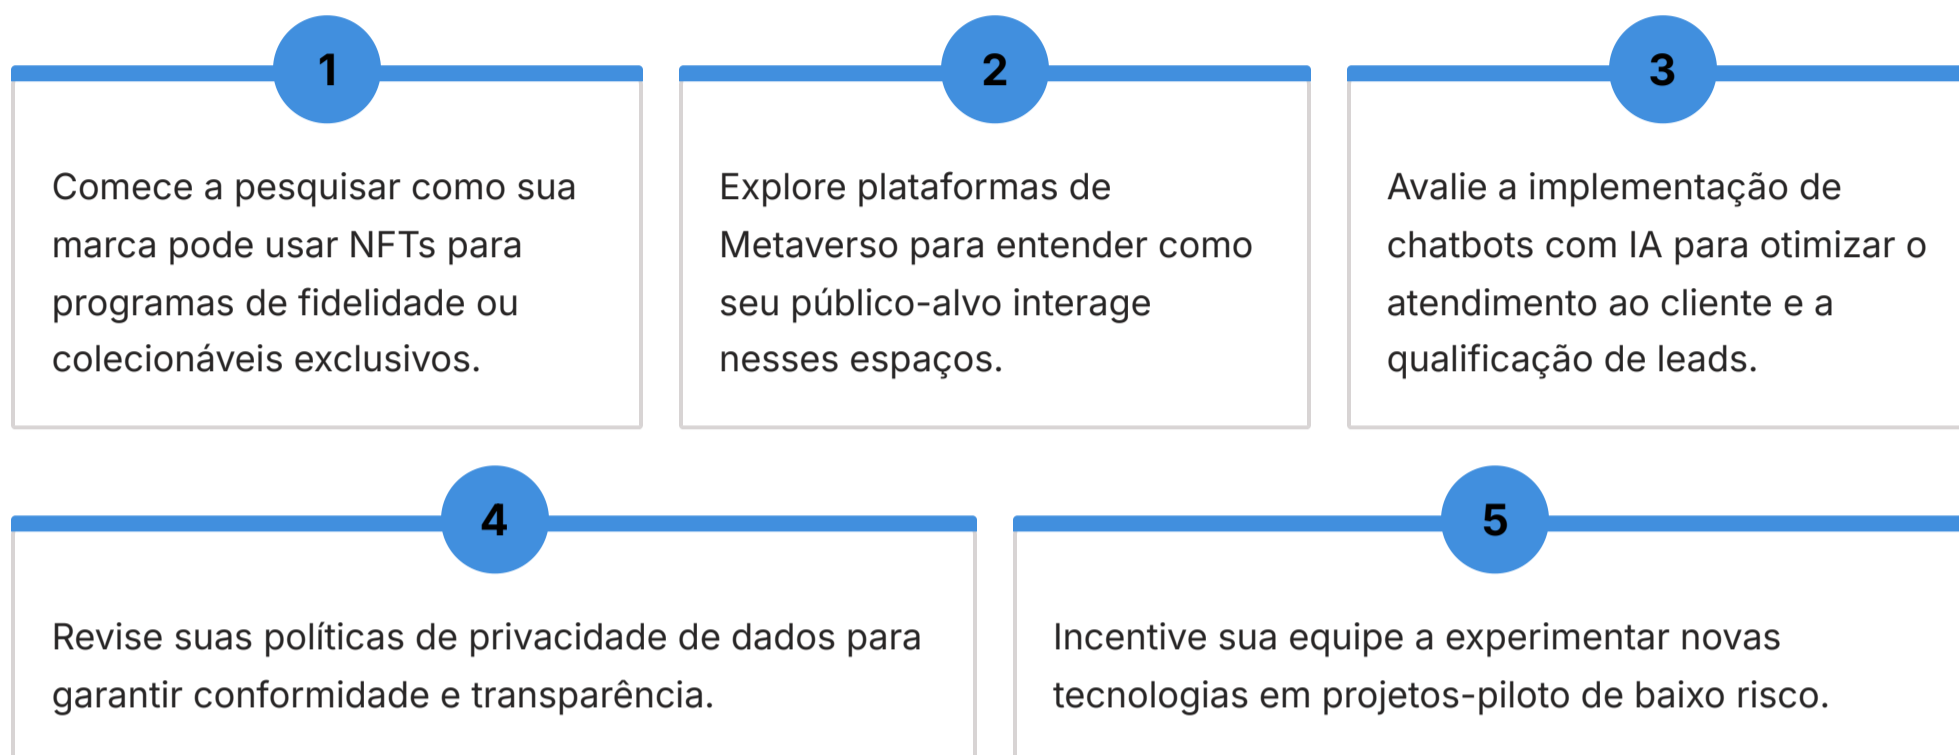 1
Comece a pesquisar como sua
marca pode usar NFTs para
programas de fidelidade ou
colecionáveis exclusivos.
2
Explore plataformas de
Metaverso para entender como
seu público-alvo interage
nesses espaços.
3
Avalie a implementação de
chatbots com IA para otimizar o
atendimento ao cliente e a
qualificação de leads.
4
Revise suas políticas de privacidade de dados para
garantir conformidade e transparência.
5
Incentive sua equipe a experimentar novas
tecnologias em projetos-piloto de baixo risco.